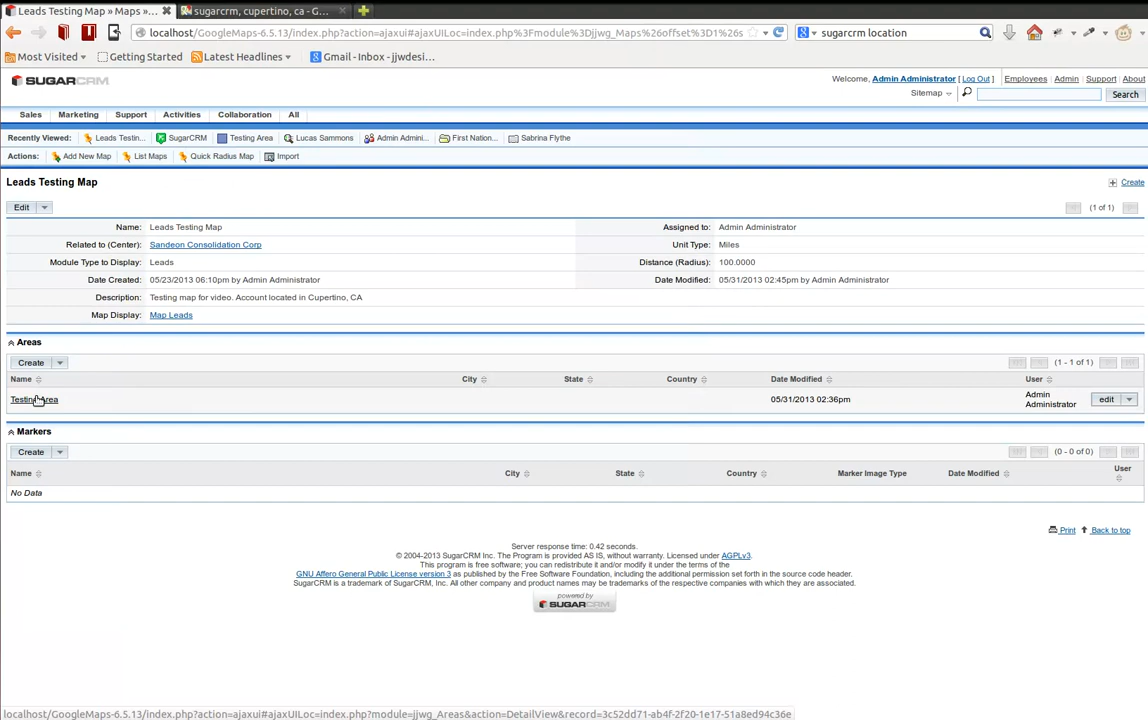 Leads Testing Map » Maps »...
sugarcrm, cupertino, ca - G...
localhost/GoogleMaps-6.5.13/index.php?action=ajaxui#ajaxUILoc=index.php%3Fmodule%3Djjwg_Maps%26offset%3D1%26s
sugarcrm location
Most Visited
Getting Started
Latest Headlines
Gmail - Inbox - jjwdesi...
SUGARCRM
Welcome, Admin Administrator [ Log Out ]
Employees
Admin
Support
About
Sitemap
Search
Sales
Marketing
Support
Activities
Collaboration
All
Recently Viewed:
Leads Testin...
SugarCRM
Testing Area
Lucas Sammons
Admin Admini...
First Nation...
Sabrina Flythe
Actions:
Add New Map
List Maps
Quick Radius Map
Import
Leads Testing Map
Create
Edit
(1 of 1)
Name: Leads Testing Map
Assigned to: Admin Administrator
Related to (Center): Sandeon Consolidation Corp
Unit Type: Miles
Module Type to Display: Leads
Distance (Radius): 100.0000
Date Created: 05/23/2013 06:10pm by Admin Administrator
Date Modified: 05/31/2013 02:45pm by Admin Administrator
Description: Testing map for video. Account located in Cupertino, CA
Map Display: Map Leads
Areas
Create
(1 - 1 of 1)
Name
City
State
Country
Date Modified
User
Testing Area
05/31/2013 02:36pm
Admin
Administrator
edit
Markers
Create
(0 - 0 of 0)
Name
City
State
Country
Marker Image Type
Date Modified
User
No Data
Print
Back to top
Server response time: 0.42 seconds.
© 2004-2013 SugarCRM Inc. The Program is provided AS IS, without warranty. Licensed under AGPLv3.
This program is free software; you can redistribute it and/or modify it under the terms of the
GNU Affero General Public License version 3 as published by the Free Software Foundation, including the additional permission set forth in the source code header.
SugarCRM is a trademark of SugarCRM, Inc. All other company and product names may be trademarks of the respective companies with which they are associated.
powered by
SUGARCRM
localhost/GoogleMaps-6.5.13/index.php?action=ajaxui#ajaxUILoc=index.php?module=jjwg_Areas&action=DetailView&record=3c52dd71-ab4f-2f20-1e17-51a8ed94c36e